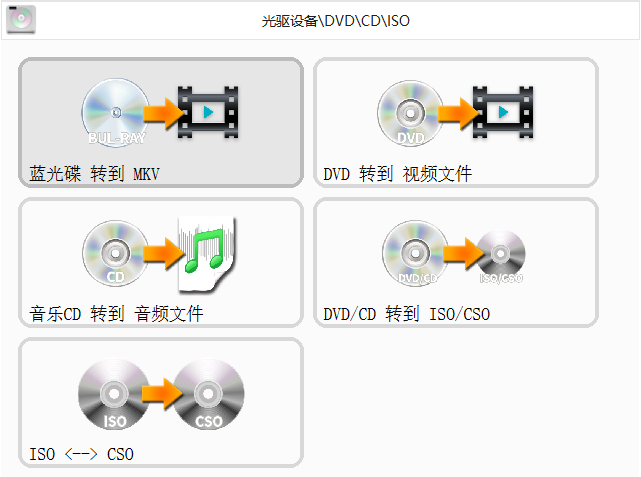 光驱设备\DVD\CD\ISO
BUL-RAY
蓝光碟 转到 MKV
DVD
DVD 转到 视频文件
CD
音乐CD 转到 音频文件
DVD/CD
ISO/CSO
DVD/CD 转到 ISO/CSO
ISO
CSO
ISO <--> CSO